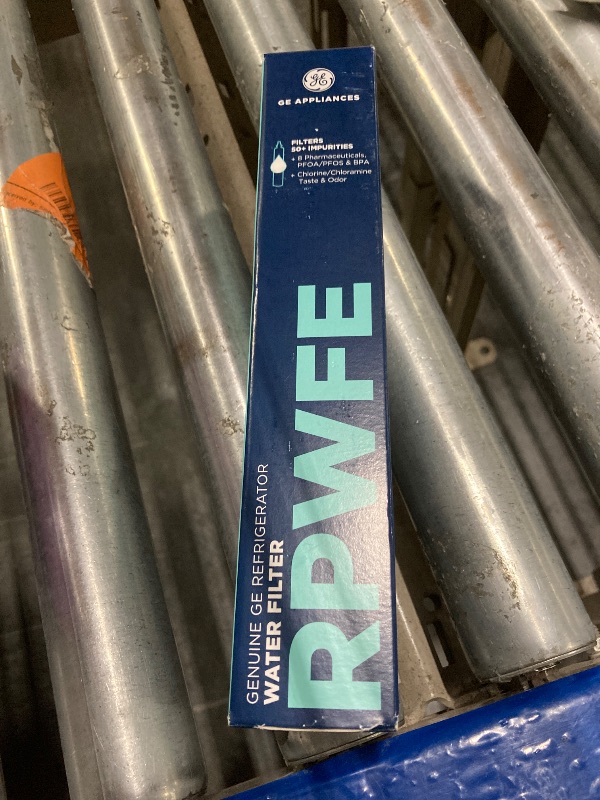 GE
GE APPLIANCES
FILTERS
50+ IMPURITIES
+ 8 Pharmaceuticals,
PFOA/PFOS & BPA
+ Chlorine/Chloramine
Taste & Odor
GENUINE GE REFRIGERATOR
WATER FILTER
RPWFE